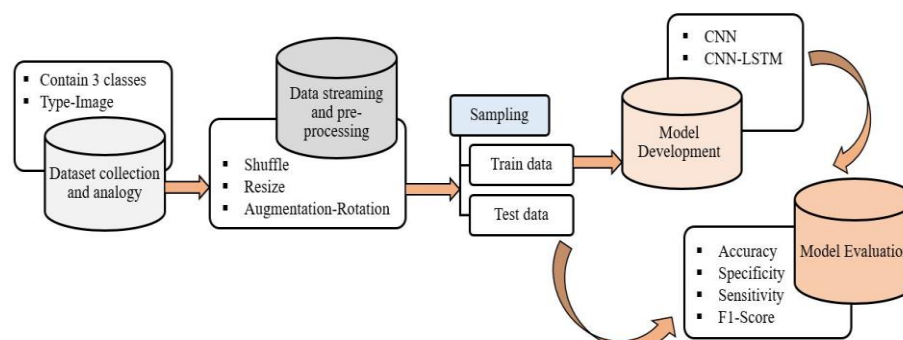 Contain 3 classes
Type-Image
Dataset collection
and analogy
Data streaming
and pre-
processing
Shuffle
Resize
Augmentation-Rotation
Sampling
Train data
Test data
CNN
CNN-LSTM
Model
Development
Model Evaluation
Accuracy
Specificity
Sensitivity
F1-Score